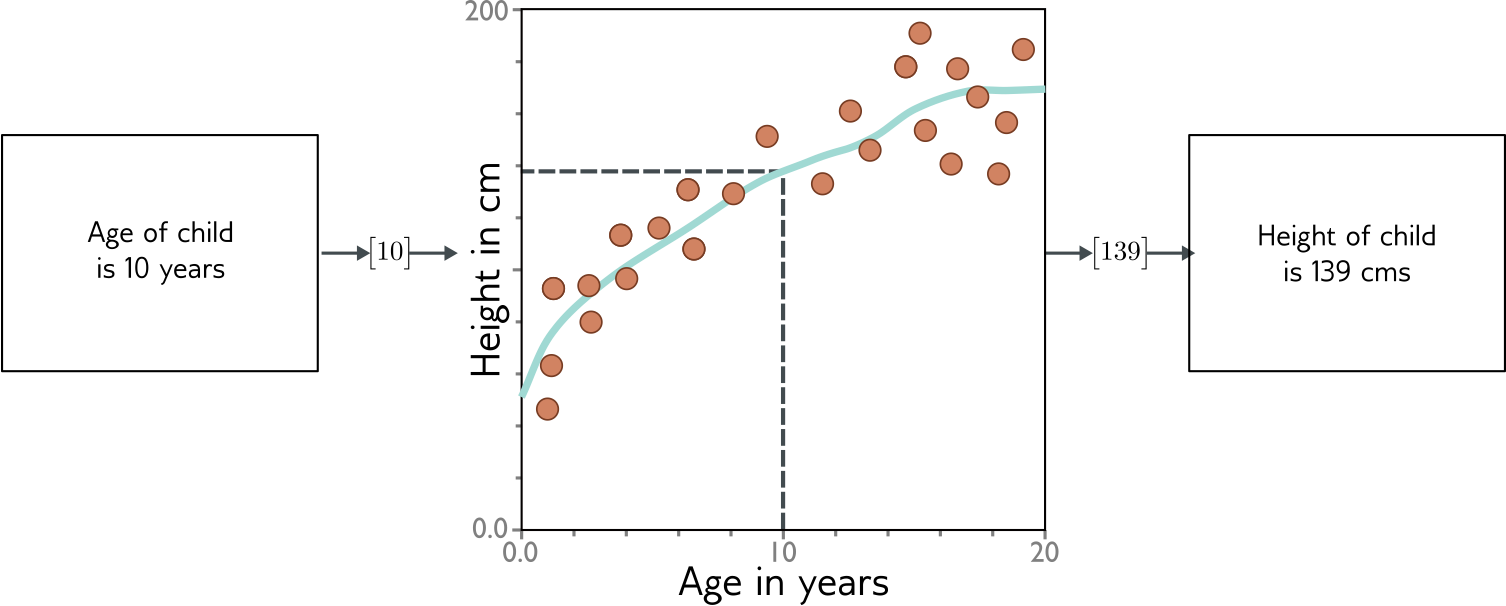 Age of child
is 10 years
[10]
200
Height in cm
0.0
0.0
10
20
Age in years
[139]
Height of child
is 139 cms